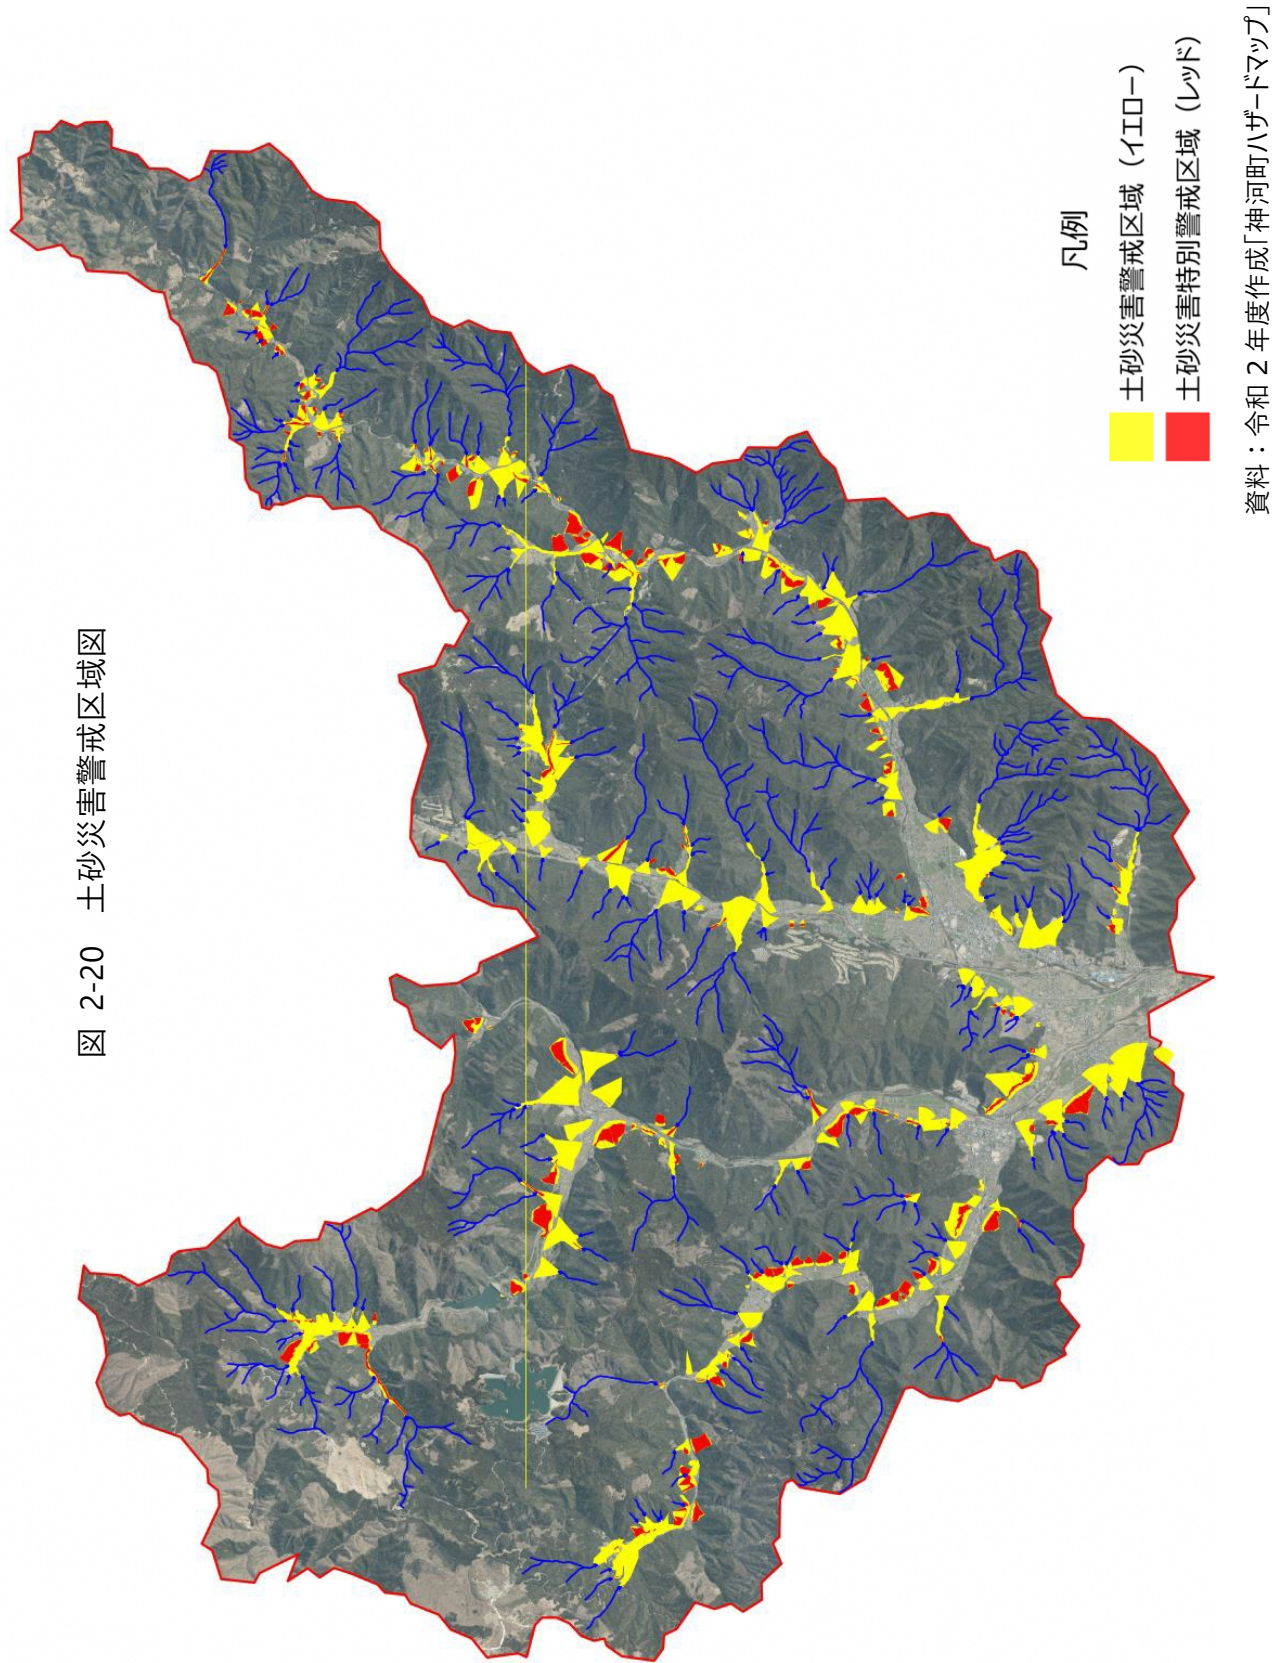 図 2-20 土砂災害警戒区域図
凡例
土砂災害警戒区域（イエロー）
土砂災害特別警戒区域（レッド）
資料：令和 2 年度作成「神河町ハザードマップ」